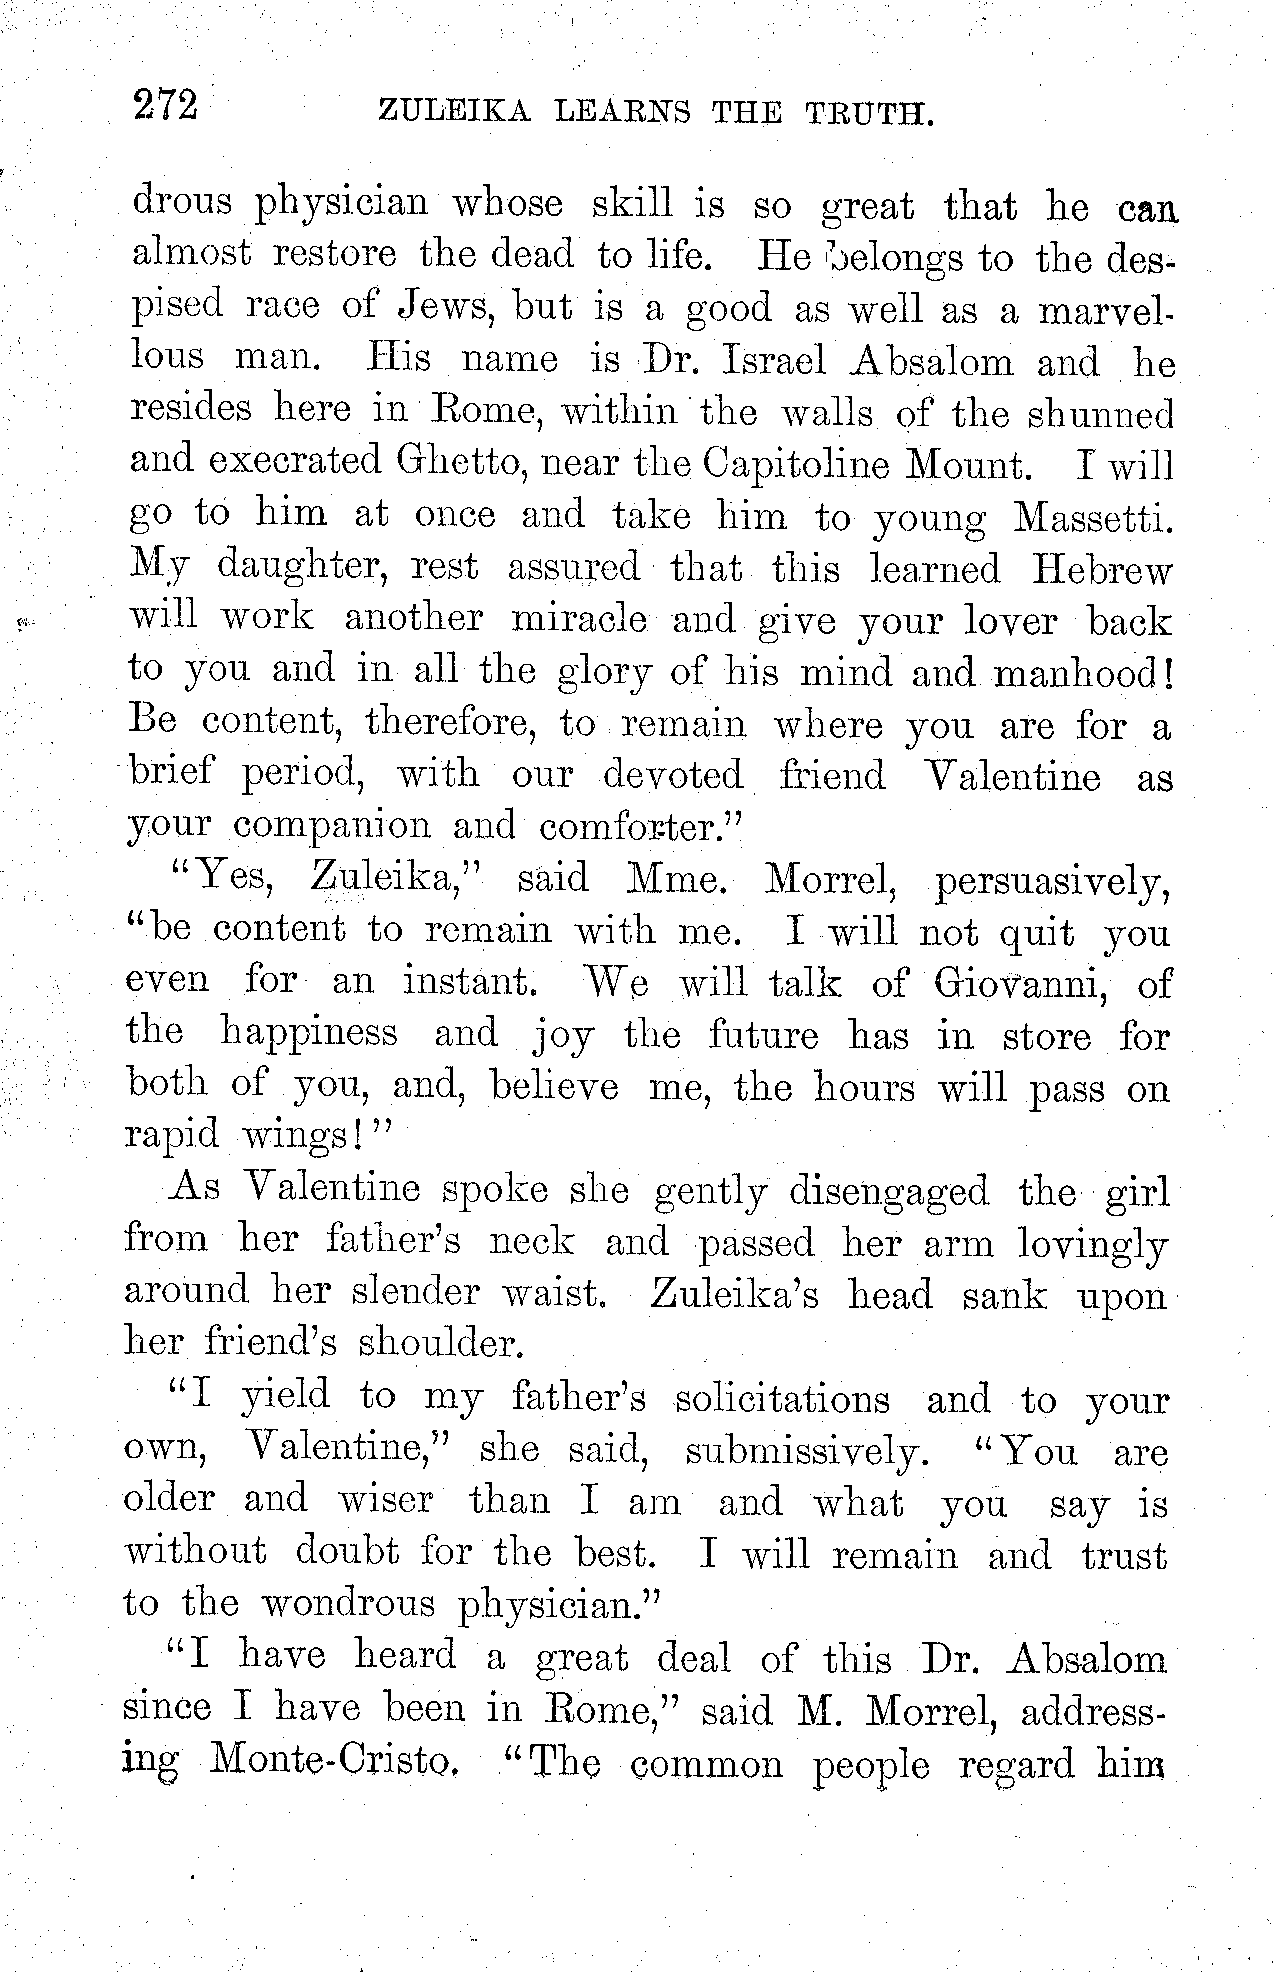 272 ZULEIKA LEARNS THE TRUTH.
drous physician whose skill is so great that he can
almost restore the dead to life. He belongs to the des-
pised race of Jews, but is a good as well as a marvel-
lous man. His name is Dr. Israel Absalom and he
resides here in Rome, within the walls of the shunned
and execrated Ghetto, near the Capitoline Mount. I will
go to him at once and take him to young Massetti.
My daughter, rest assured that this learned Hebrew
will work another miracle and give your lover back
to you and in all the glory of his mind and manhood!
Be content, therefore, to remain where you are for a
brief period, with our devoted friend Valentine as
your companion and comforter."
"Yes, Zuleika," said Mme. Morrel, persuasively,
"be content to remain with me. I will not quit you
even for an instant. We will talk of Giovanni, of
the happiness and joy the future has in store for
both of you, and, believe me, the hours will pass on
rapid wings!"
As Valentine spoke she gently disengaged the girl
from her father's neck and passed her arm lovingly
around her slender waist. Zuleika's head sank upon
her friend's shoulder.
"I yield to my father's solicitations and to your
own, Valentine," she said, submissively. "You are
older and wiser than I am and what you say is
without doubt for the best. I will remain and trust
to the wondrous physician."
"I have heard a great deal of this Dr. Absalom
since I have been in Rome," said M. Morrel, address-
ing Monte-Cristo. "The common people regard him